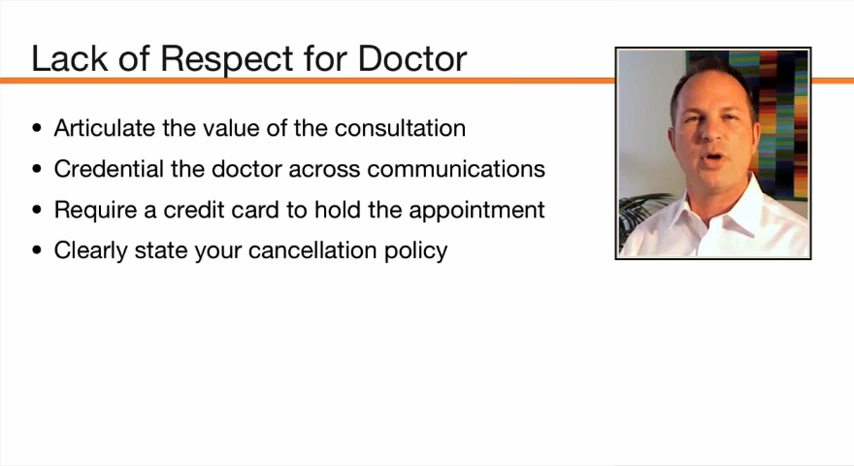 Lack of Respect for Doctor
• Articulate the value of the consultation
• Credential the doctor across communications
• Require a credit card to hold the appointment
• Clearly state your cancellation policy